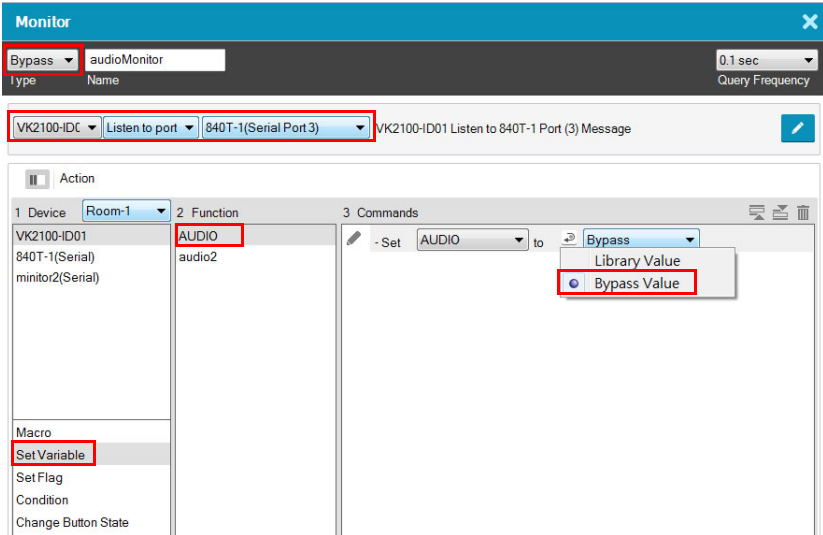 Monitor
Bypass audioMonitor 0.1 sec
Type Name Query Frequency
VK2100-ID( Listen to port 840T-1(Serial Port 3) VK2100-ID01 Listen to 840T-1 Port (3) Message
Action
1 Device Room-1 2 Function 3 Commands
VK2100-ID01 AUDIO - Set AUDIO to Bypass
840T-1(Serial) audio2 Library Value
minitor2(Serial) Bypass Value
Macro
Set Variable
Set Flag
Condition
Change Button State